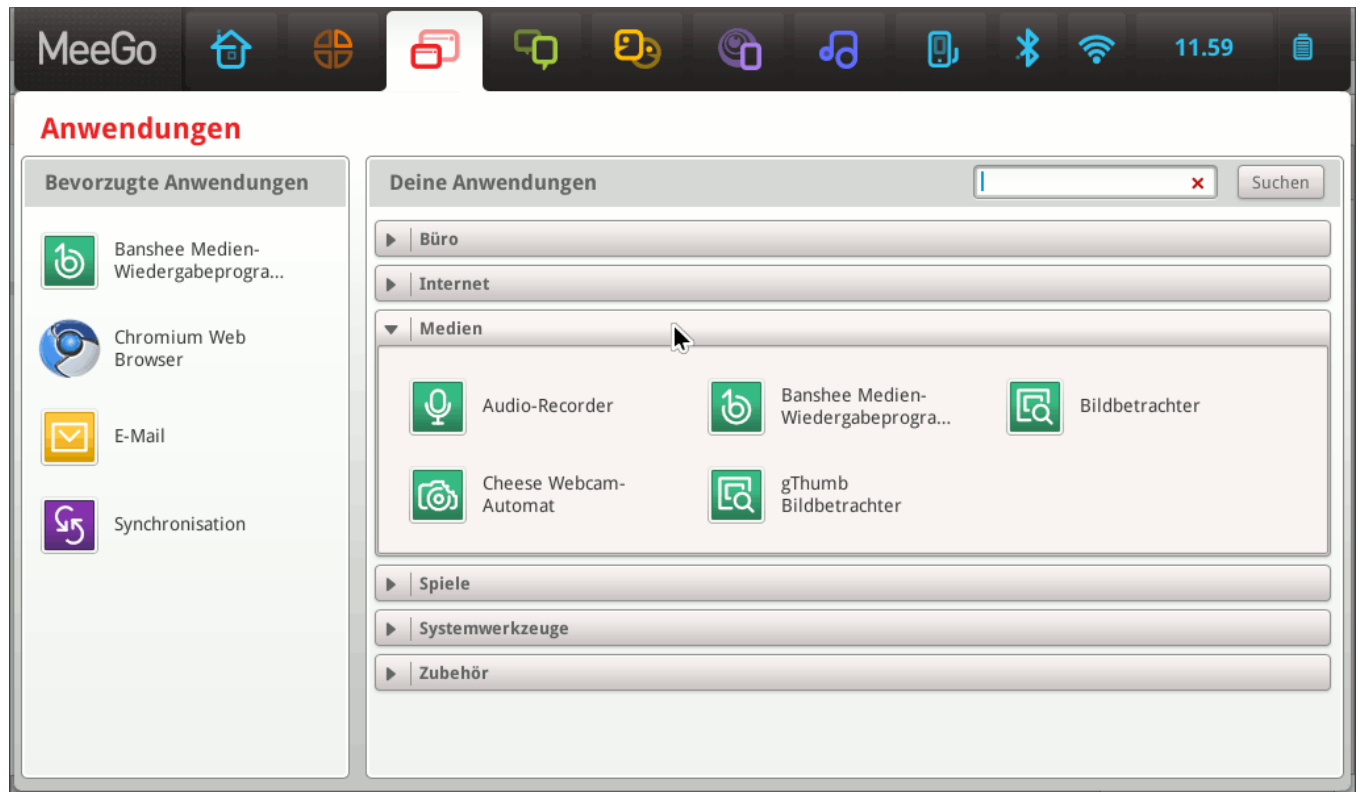 MeeGo
11.59
Anwendungen
Bevorzugte Anwendungen
Banshee Medien-
Wiedergabeprogra...
Chromium Web
Browser
E-Mail
Synchronisation
Deine Anwendungen
Suchen
Büro
Internet
Medien
Audio-Recorder
Banshee Medien-
Wiedergabeprogra...
Bildbetrachter
Cheese Webcam-
Automat
gThumb
Bildbetrachter
Spiele
Systemwerkzeuge
Zubehör